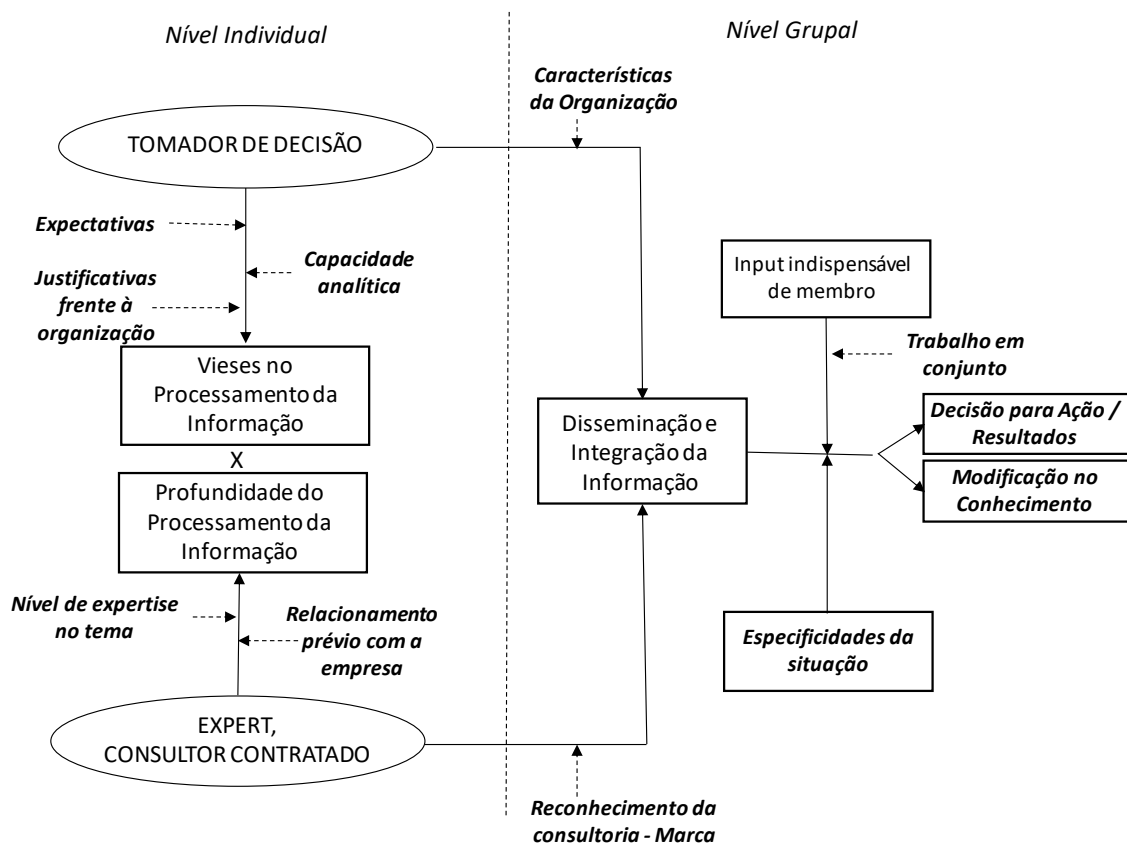 Nível Individual
Nível Grupal
Características
da Organização
TOMADOR DE DECISÃO
Expectativas
Capacidade
analítica
Justificativas
frente à
organização
Input indispensável
de membro
Trabalho em
conjunto
Vieses no
Processamento da
Informação
X
Profundidade do
Processamento da
Informação
Disseminação e
Integração da
Informação
Decisão para Ação /
Resultados
Modificação no
Conhecimento
Nível de expertise
no tema
Relacionamento
prévio com a
empresa
Especificidades da
situação
EXPERT,
CONSULTOR CONTRATADO
Reconhecimento da
consultoria - Marca